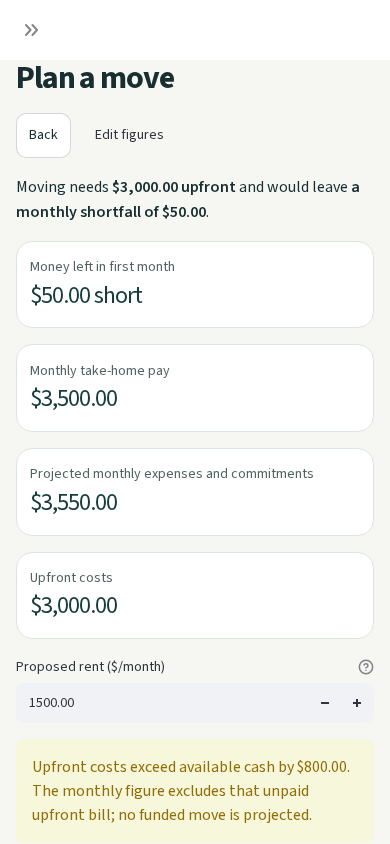 Plan a move
Back
Edit figures
Moving needs $3,000.00 upfront and would leave a
monthly shortfall of $50.00.
Money left in first month
$50.00 short
Monthly take-home pay
$3,500.00
Projected monthly expenses and commitments
$3,550.00
Upfront costs
$3,000.00
Proposed rent ($/month)
1500.00
Upfront costs exceed available cash by $800.00.
The monthly figure excludes that unpaid
upfront bill; no funded move is projected.